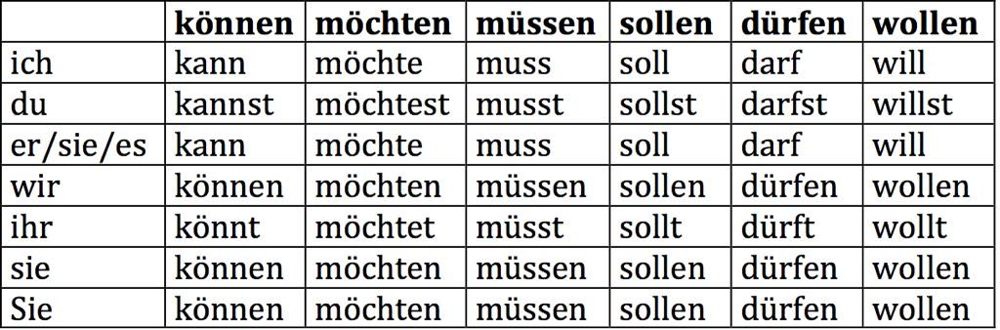 können möchten müssen sollen dürfen wollen
ich kann möchte muss soll darf will
du kannst möchtest musst sollst darfst willst
er/sie/es kann möchte muss soll darf will
wir können möchten müssen sollen dürfen wollen
ihr könnt möchtet müsst sollt dürft wollt
sie können möchten müssen sollen dürfen wollen
Sie können möchten müssen sollen dürfen wollen